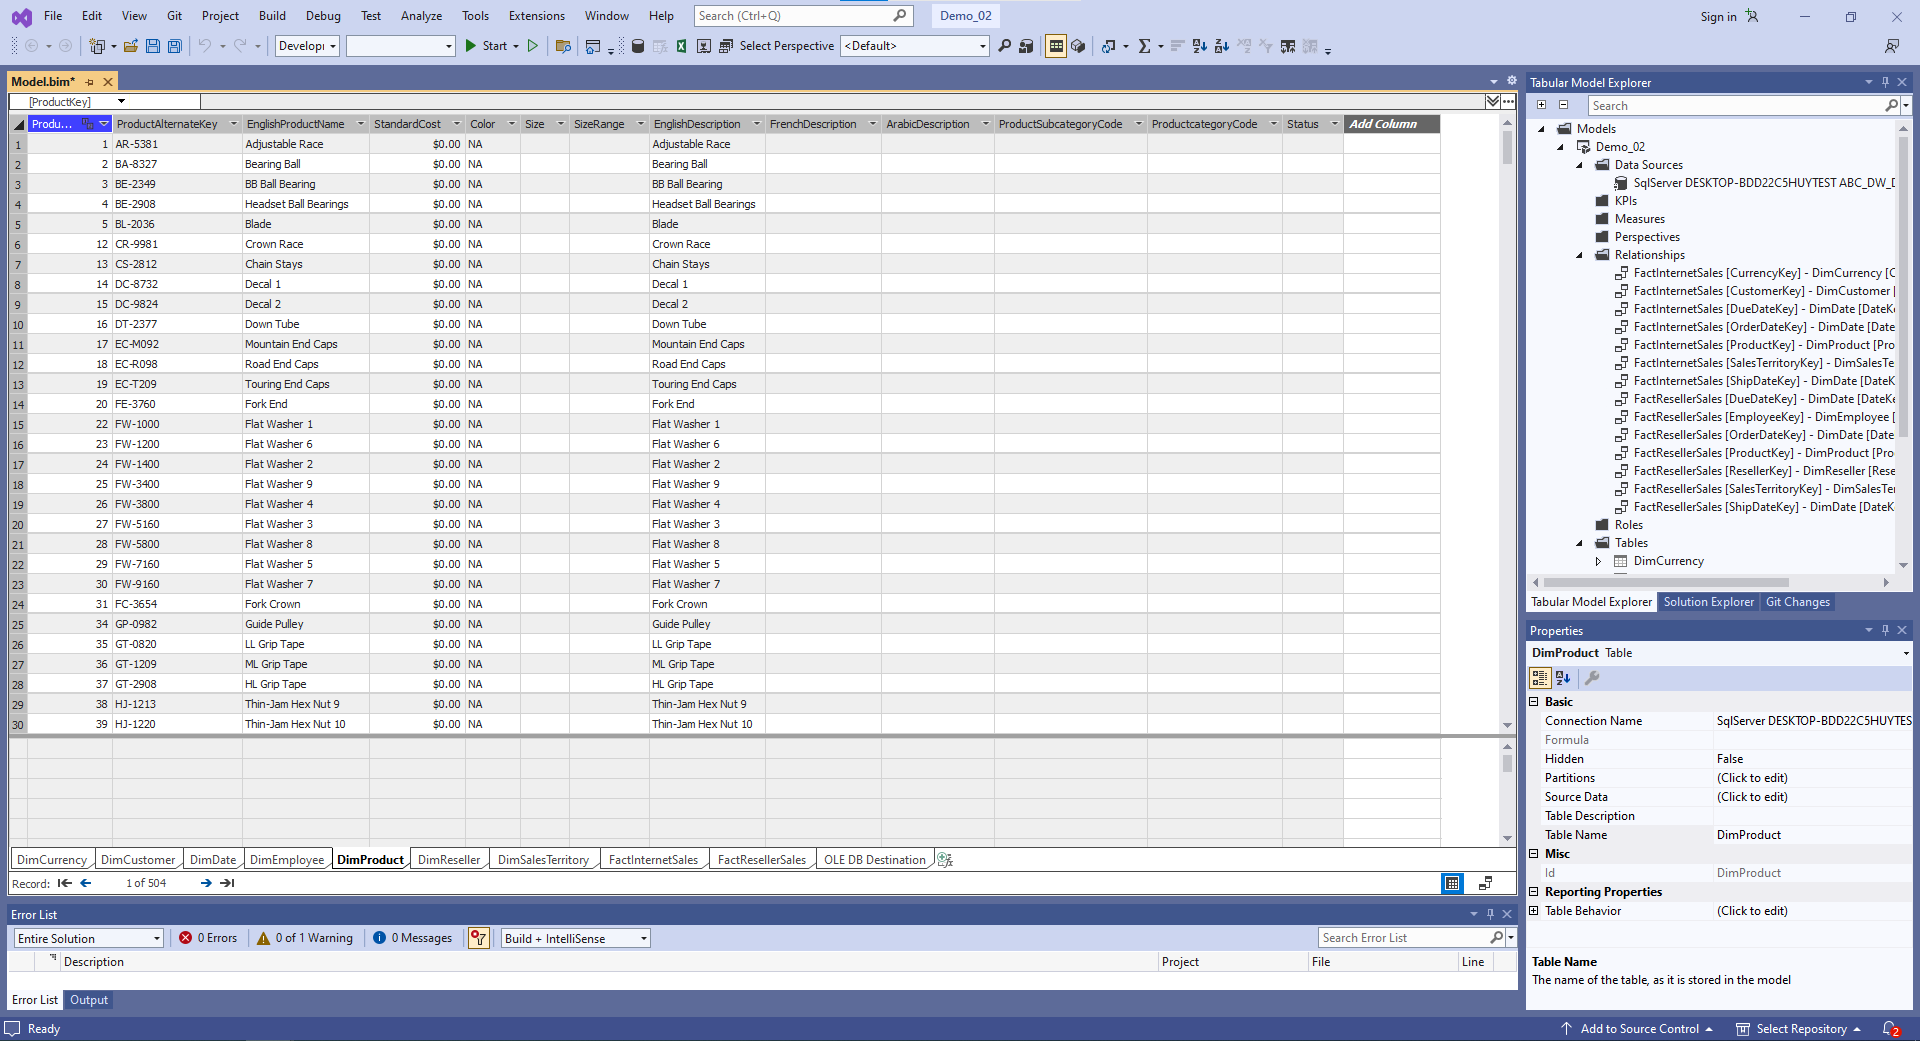 File Edit View Git Project Build Debug Test Analyze Tools Extensions Window Help Search (Ctrl+Q) Demo_02 Sign in
Developr Start Select Perspective <Default>
Model.bim*
[ProductKey]
Produ... ProductAlternateKey EnglishProductName StandardCost Color Size SizeRange EnglishDescription FrenchDescription ArabicDescription ProductSubcategoryCode ProductcategoryCode Status Add Column
1 1 AR-5381 Adjustable Race $0.00 NA Adjustable Race
2 2 BA-8327 Bearing Ball $0.00 NA Bearing Ball
3 3 BE-2349 BB Ball Bearing $0.00 NA BB Ball Bearing
4 4 BE-2908 Headset Ball Bearings $0.00 NA Headset Ball Bearings
5 5 BL-2036 Blade $0.00 NA Blade
6 12 CR-9981 Crown Race $0.00 NA Crown Race
7 13 CS-2812 Chain Stays $0.00 NA Chain Stays
8 14 DC-8732 Decal 1 $0.00 NA Decal 1
9 15 DC-9824 Decal 2 $0.00 NA Decal 2
10 16 DT-2377 Down Tube $0.00 NA Down Tube
11 17 EC-M092 Mountain End Caps $0.00 NA Mountain End Caps
12 18 EC-R098 Road End Caps $0.00 NA Road End Caps
13 19 EC-T209 Touring End Caps $0.00 NA Touring End Caps
14 20 FE-3760 Fork End $0.00 NA Fork End
15 22 FW-1000 Flat Washer 1 $0.00 NA Flat Washer 1
16 23 FW-1200 Flat Washer 6 $0.00 NA Flat Washer 6
17 24 FW-1400 Flat Washer 2 $0.00 NA Flat Washer 2
18 25 FW-3400 Flat Washer 9 $0.00 NA Flat Washer 9
19 26 FW-3800 Flat Washer 4 $0.00 NA Flat Washer 4
20 27 FW-5160 Flat Washer 3 $0.00 NA Flat Washer 3
21 28 FW-5800 Flat Washer 8 $0.00 NA Flat Washer 8
22 29 FW-7160 Flat Washer 5 $0.00 NA Flat Washer 5
23 30 FW-9160 Flat Washer 7 $0.00 NA Flat Washer 7
24 31 FC-3654 Fork Crown $0.00 NA Fork Crown
25 34 GP-0982 Guide Pulley $0.00 NA Guide Pulley
26 35 GT-0820 LL Grip Tape $0.00 NA LL Grip Tape
27 36 GT-1209 ML Grip Tape $0.00 NA ML Grip Tape
28 37 GT-2908 HL Grip Tape $0.00 NA HL Grip Tape
29 38 HJ-1213 Thin-Jam Hex Nut 9 $0.00 NA Thin-Jam Hex Nut 9
30 39 HJ-1220 Thin-Jam Hex Nut 10 $0.00 NA Thin-Jam Hex Nut 10
DimCurrency DimCustomer DimDate DimEmployee DimProduct DimReseller DimSalesTerritory FactInternetSales FactResellerSales OLE DB Destination
Record: 1 of 504
Error List
Entire Solution 0 Errors 0 of 1 Warning 0 Messages Build + IntelliSense Search Error List
Description Project File Line
Error List Output
Tabular Model Explorer
Search
Models
Demo_02
Data Sources
SqlServer DESKTOP-BDD22C5HUYTEST ABC_DW_D
KPIs
Measures
Perspectives
Relationships
FactInternetSales [CurrencyKey] - DimCurrency [C
FactInternetSales [CustomerKey] - DimCustomer [
FactInternetSales [DueDateKey] - DimDate [DateK
FactInternetSales [OrderDateKey] - DimDate [Date
FactInternetSales [ProductKey] - DimProduct [Pro
FactInternetSales [SalesTerritoryKey] - DimSalesTe
FactInternetSales [ShipDateKey] - DimDate [DateK
FactResellerSales [DueDateKey] - DimDate [DateKe
FactResellerSales [EmployeeKey] - DimEmployee [
FactResellerSales [OrderDateKey] - DimDate [Date
FactResellerSales [ProductKey] - DimProduct [Pro
FactResellerSales [ResellerKey] - DimReseller [Rese
FactResellerSales [SalesTerritoryKey] - DimSalesTe
FactResellerSales [ShipDateKey] - DimDate [DateK
Roles
Tables
DimCurrency
Tabular Model Explorer Solution Explorer Git Changes
Properties
DimProduct Table
Basic
Connection Name SqlServer DESKTOP-BDD22C5HUYTES
Formula
Hidden False
Partitions (Click to edit)
Source Data (Click to edit)
Table Description
Table Name DimProduct
Misc
Id DimProduct
Reporting Properties
Table Behavior (Click to edit)
Table Name
The name of the table, as it is stored in the model
Ready Add to Source Control Select Repository 2